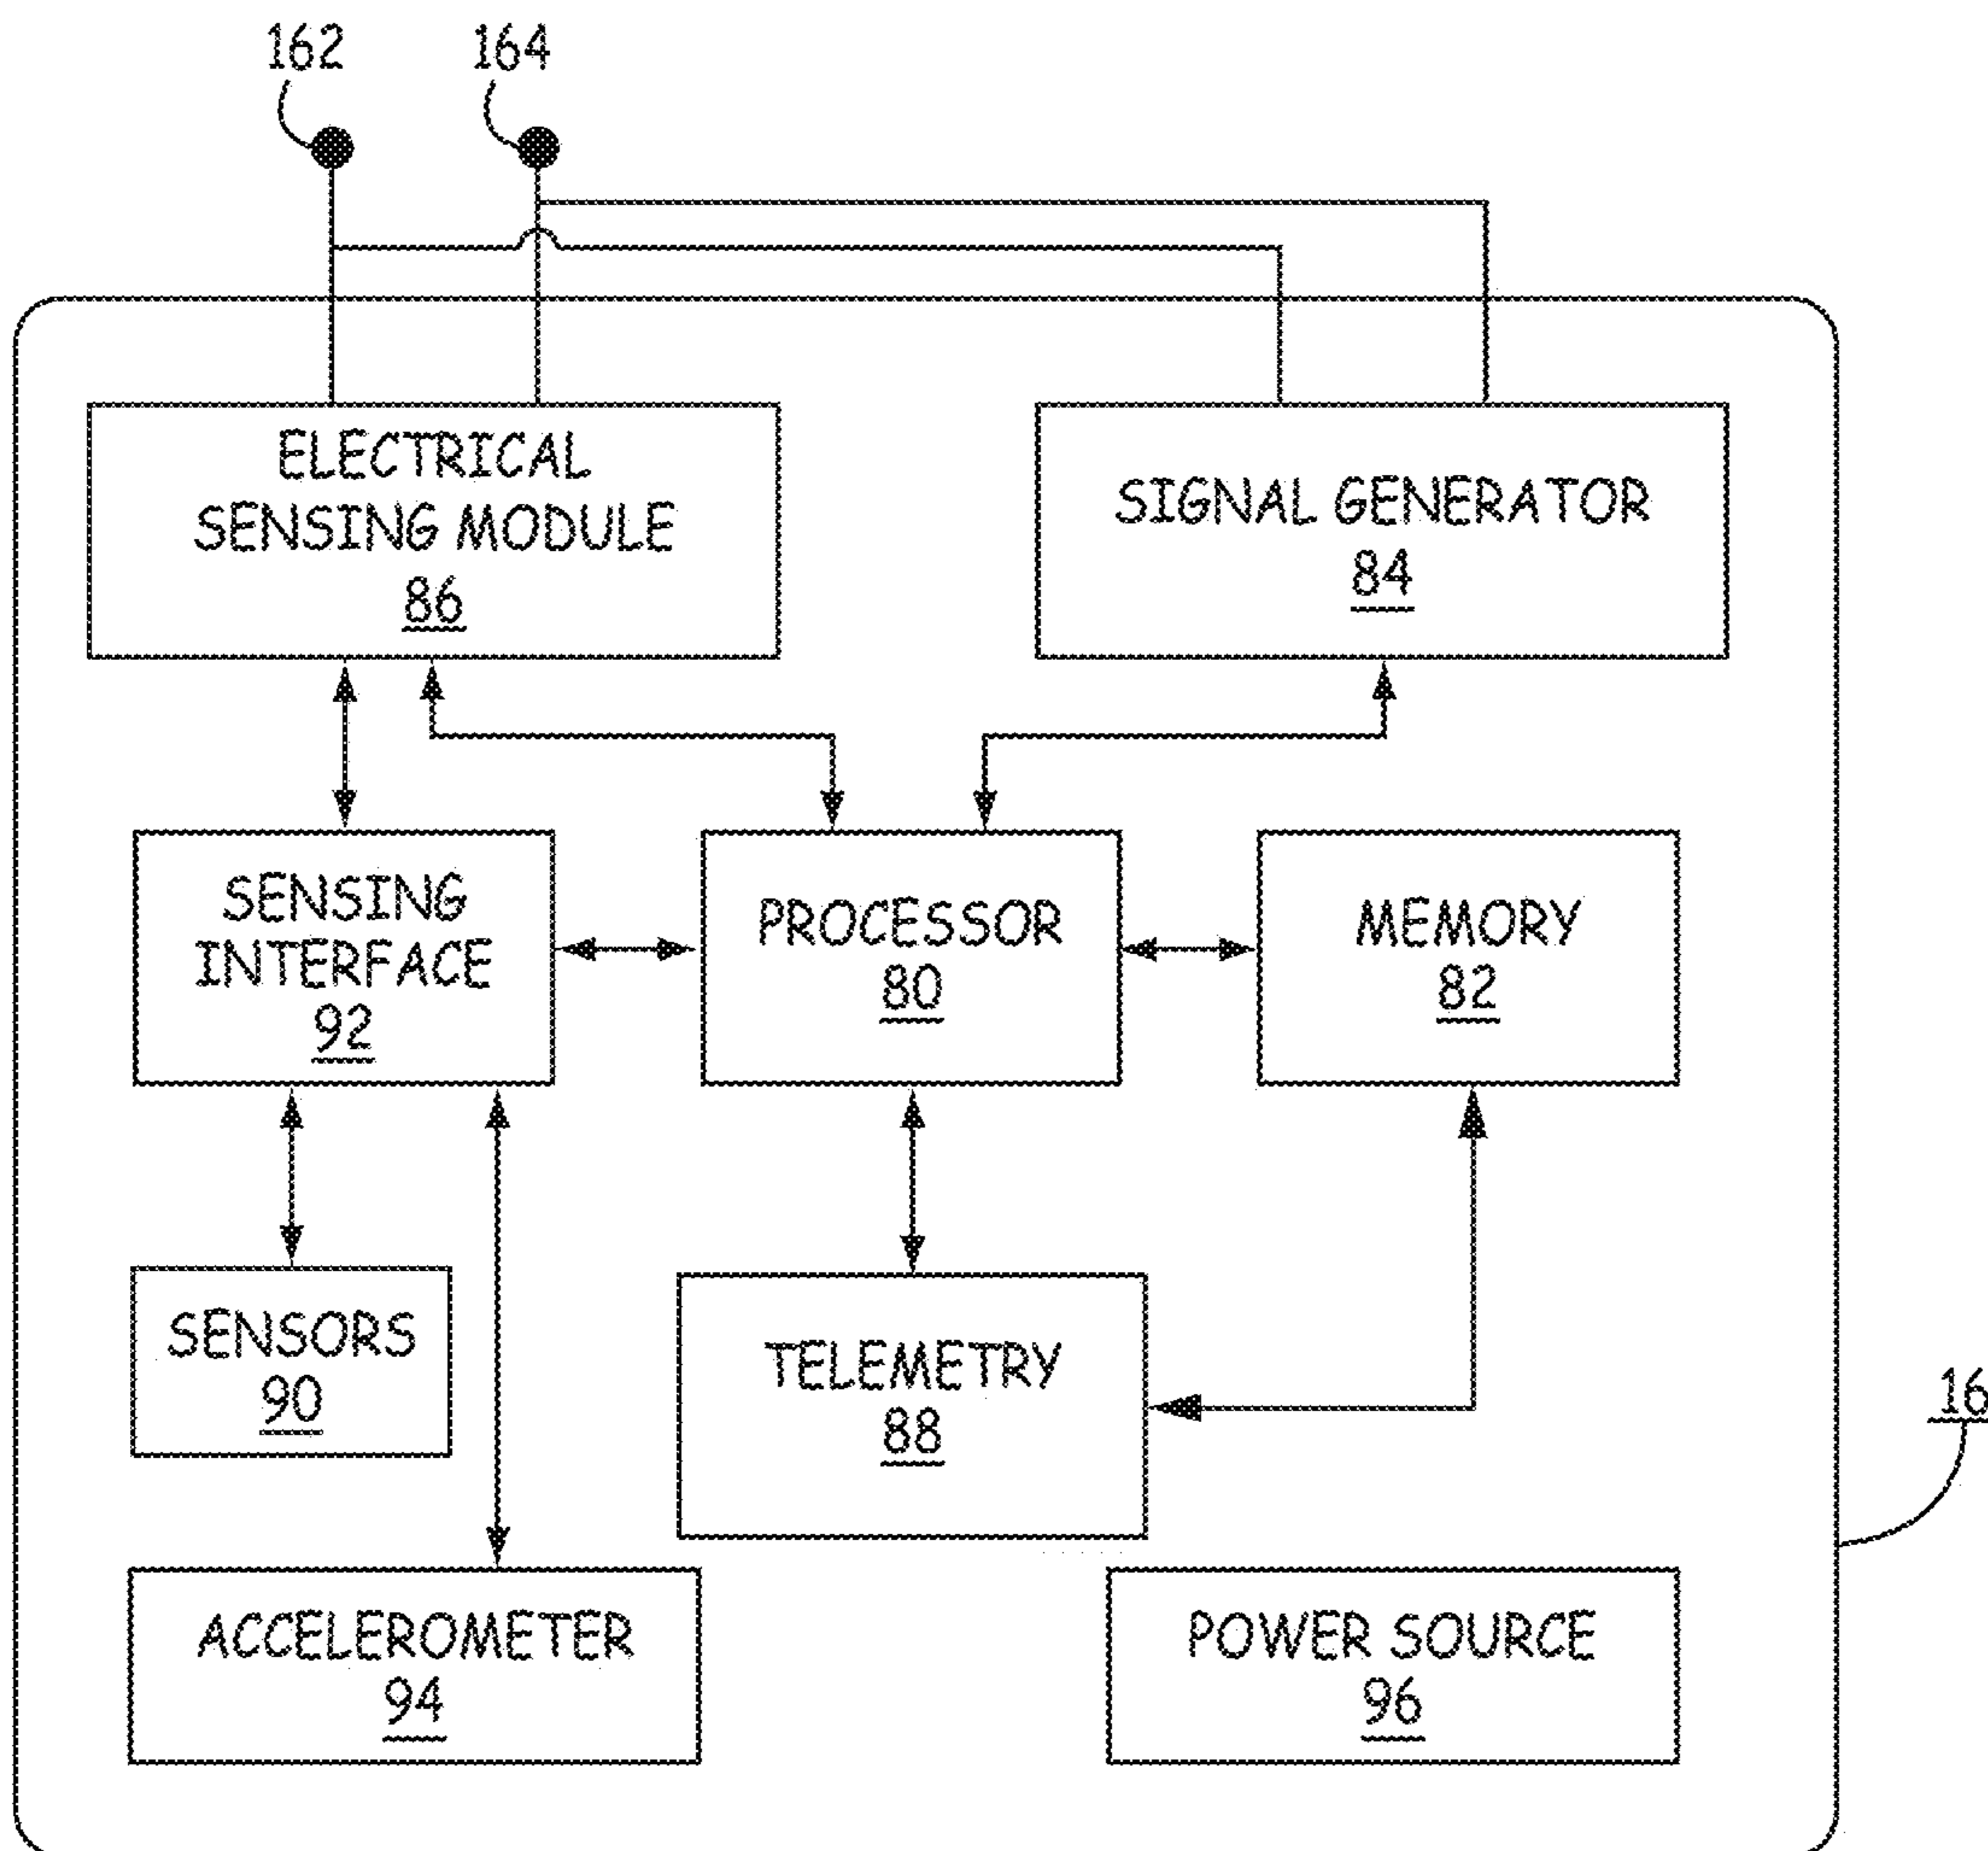 162
164
ELECTRICAL
SENSING MODULE
86
SIGNAL GENERATOR
84
SENSING
INTERFACE
92
PROCESSOR
80
MEMORY
82
SENSORS
90
TELEMETRY
88
16
ACCELEROMETER
94
POWER SOURCE
96